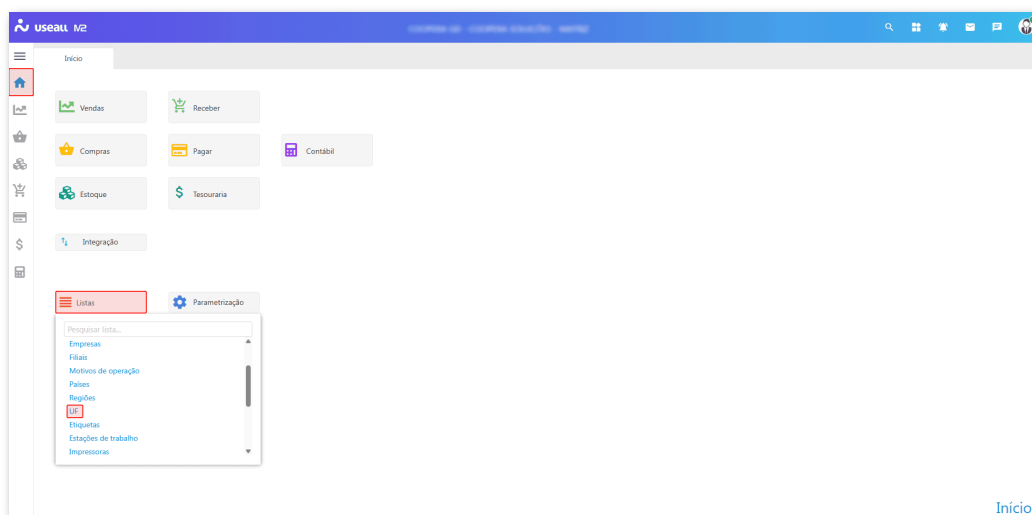 useall M2
Início
Vendas
Receber
Compras
Pagar
Contábil
Estoque
Tesouraria
Integração
Listas
Parametrização
Pesquisar lista...
Empresas
Filiais
Motivos de operação
Países
Regiões
UF
Etiquetas
Estações de trabalho
Impressoras
Início